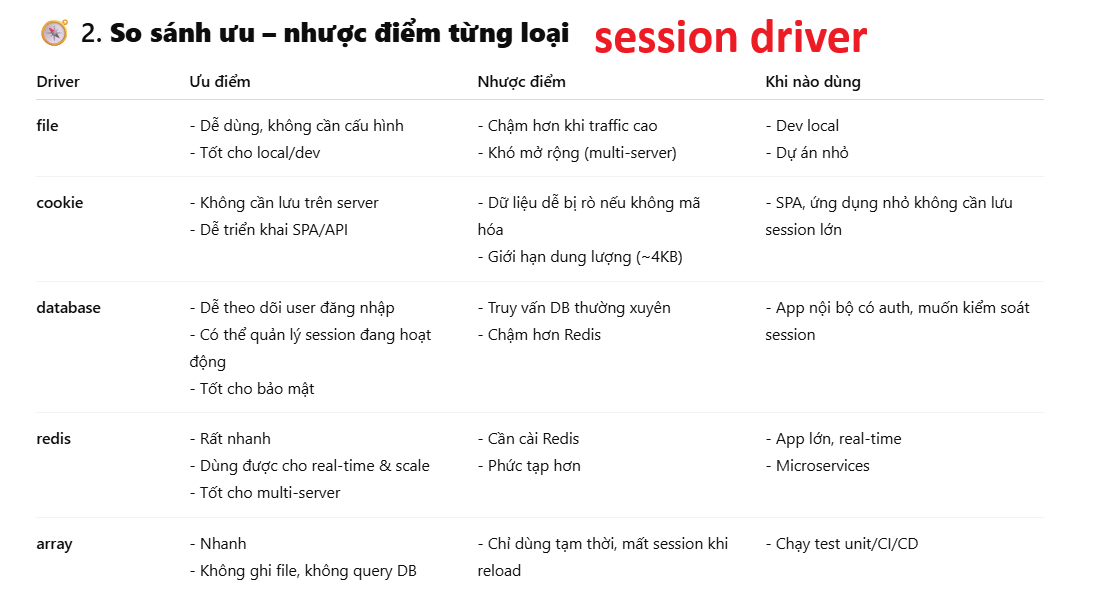 2. So sánh ưu – nhược điểm từng loại session driver
Driver Ưu điểm Nhược điểm Khi nào dùng
file - Dễ dùng, không cần cấu hình - Chậm hơn khi traffic cao - Dev local
- Tốt cho local/dev - Khó mở rộng (multi-server) - Dự án nhỏ
cookie - Không cần lưu trên server - Dữ liệu dễ bị rò nếu không mã - SPA, ứng dụng nhỏ không cần lưu
- Dễ triển khai SPA/API hóa session lớn
- Giới hạn dung lượng (~4KB)
database - Dễ theo dõi user đăng nhập - Truy vấn DB thường xuyên - App nội bộ có auth, muốn kiểm soát
- Có thể quản lý session đang hoạt - Chậm hơn Redis session
động
- Tốt cho bảo mật
redis - Rất nhanh - Cần cài Redis - App lớn, real-time
- Dùng được cho real-time & scale - Phức tạp hơn - Microservices
- Tốt cho multi-server
array - Nhanh - Chỉ dùng tạm thời, mất session khi - Chạy test unit/CI/CD
- Không ghi file, không query DB reload